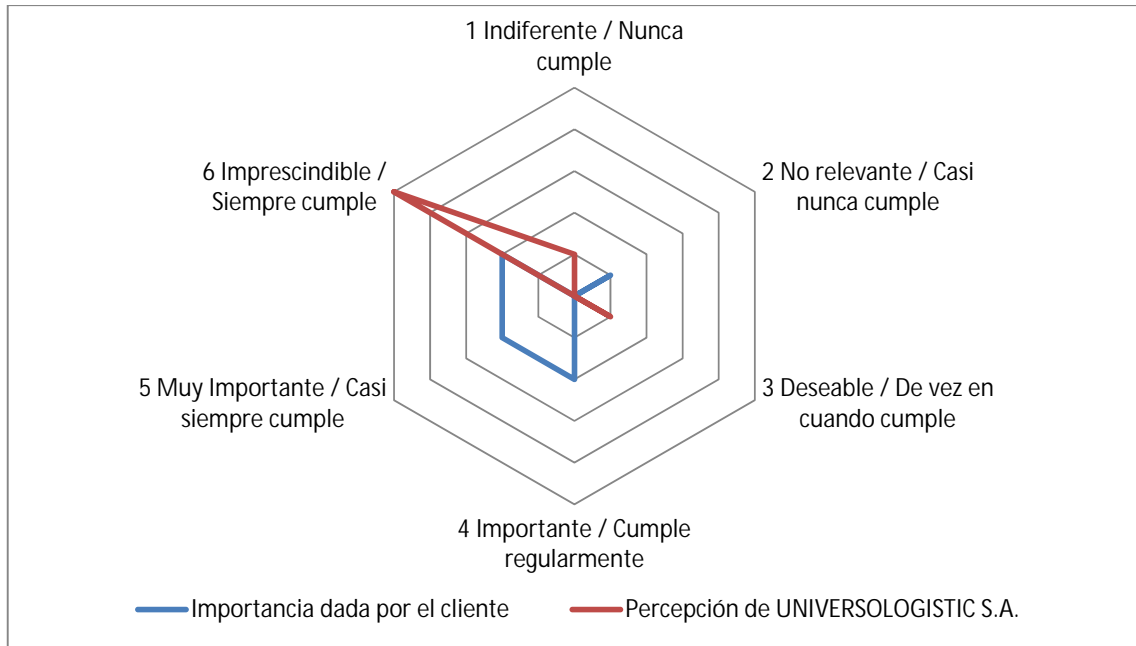 1 Indiferente / Nunca
cumple
6 Imprescindible /
Siempre cumple
2 No relevante / Casi
nunca cumple
5 Muy Importante / Casi
siempre cumple
3 Deseable / De vez en
cuando cumple
4 Importante / Cumple
regularmente
Importancia dada por el cliente
Percepción de UNIVERSOLOGISTIC S.A.